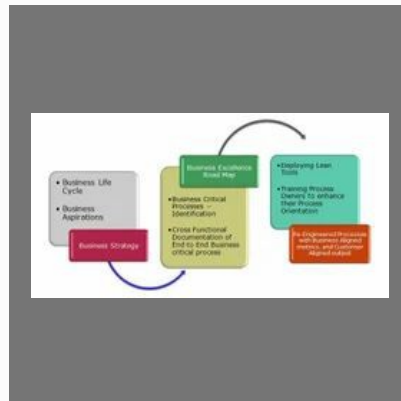 • Business Life
Cycle
• Business
Aspirations
Business Strategy
Business Excellence
Road Map
•Business Critical
Processes –
Identification
•Cross Functional
Documentation of
End to End Business
critical process
•Deploying Lean
Tools
•Training Process
Owners to enhance
their Process
Orientation
Re-Engineered Processes
with Business Aligned
metrics, and Customer
Aligned output